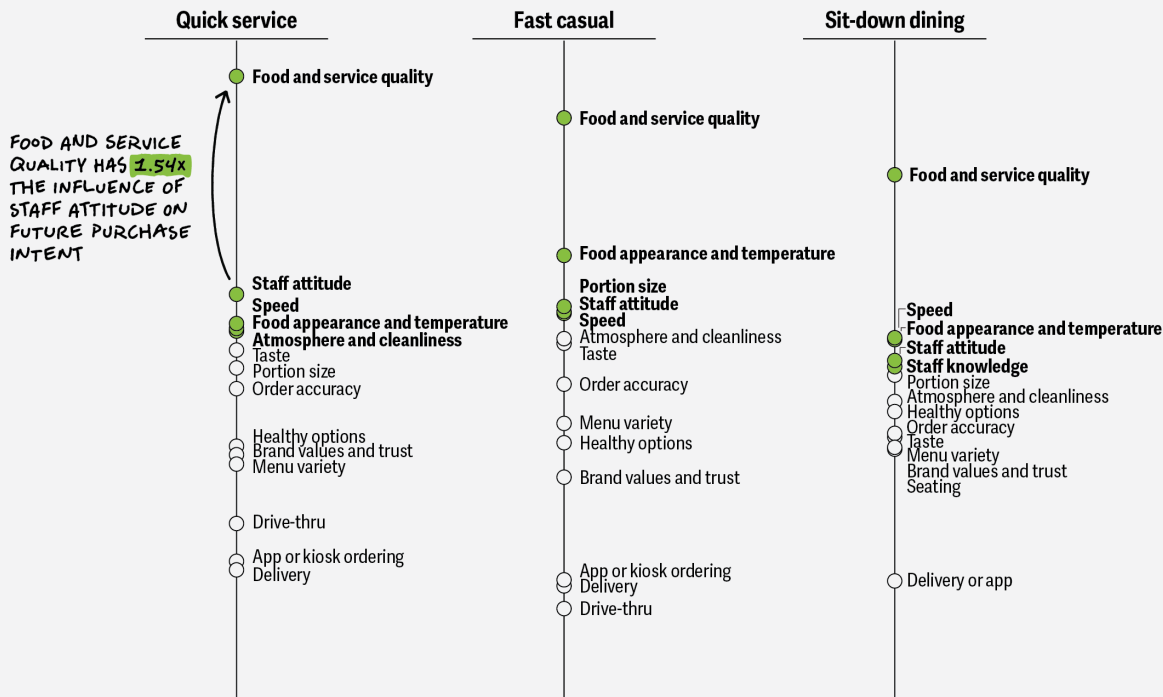 Quick service
Fast casual
Sit-down dining
FOOD AND SERVICE
QUALITY HAS 1.54x
THE INFLUENCE OF
STAFF ATTITUDE ON
FUTURE PURCHASE
INTENT
Food and service quality
Staff attitude
Speed
Food appearance and temperature
Atmosphere and cleanliness
Taste
Portion size
Order accuracy
Healthy options
Brand values and trust
Menu variety
Drive-thru
App or kiosk ordering
Delivery
Food and service quality
Food appearance and temperature
Portion size
Staff attitude
Speed
Atmosphere and cleanliness
Taste
Order accuracy
Menu variety
Healthy options
Brand values and trust
App or kiosk ordering
Delivery
Drive-thru
Food and service quality
Speed
Food appearance and temperature
Staff attitude
Staff knowledge
Portion size
Atmosphere and cleanliness
Healthy options
Order accuracy
Taste
Menu variety
Brand values and trust
Seating
Delivery or app